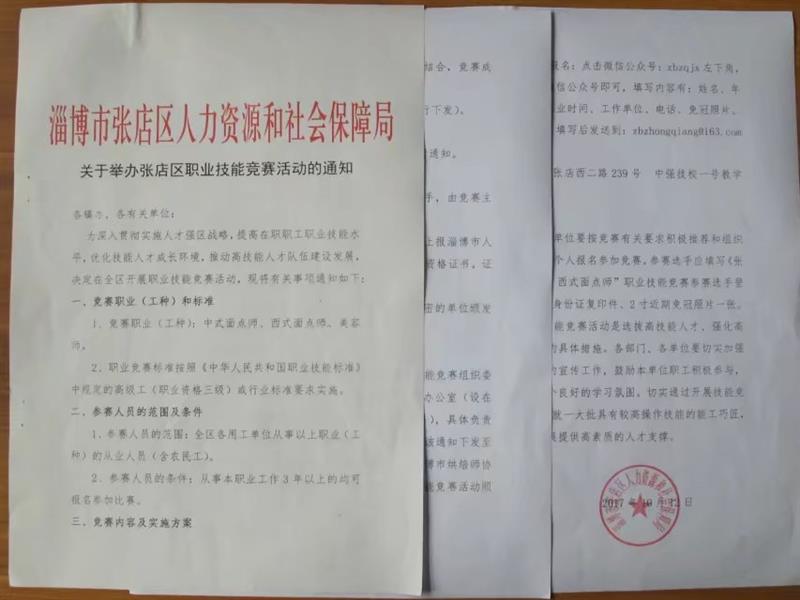 淄博市张店区人力资源和社会保障局
关于举办张店区职业技能竞赛活动的通知
各镇办、各有关单位:
为深入贯彻实施人才强区战略,提高在职职工职业技能水
平,优化技能人才成长环境,推动高技能人才队伍建设发展,
决定在全区开展职业技能竞赛活动,现将有关事项通知如下:
一、竞赛职业(工种)和标准
1、竞赛职业(工种):中式面点师、西式面点师、美容
师。
2、职业竞赛标准按照《中华人民共和国职业技能标准》
中规定的高级工(职业资格三级)或行业标准要求实施。
二、参赛人员的范围及条件
1、参赛人员的范围:全区各用工单位从事以上职业(工
种)的从业人员(含农民工)。
2、参赛人员的条件:从事本职业工作3年以上的均可
报名参加比赛。
三、竞赛内容及实施方案
结合,竞赛成
行下发)。
通知。
手,由竞赛主
上报淄博市人
资格证书,证
密的单位颁发
能竞赛组织委
办公室(设在
),具体负责
该通知下发至
博市烘焙师协
能竞赛活动顺
报名:点击微信公众号:zbzqjx左下角,
信公众号即可,填写内容有:姓名、年
业时间、工作单位、电话、免冠照片、
填写后发送到:zbzhongqiang@163.com
张店西二路239号 中强技校一号教学
单位要按竞赛有关要求积极推荐和组织
个人报名参加竞赛,参赛选手应填写《张
西式面点师"职业技能竞赛参赛选手登
身份证复印件、2寸近期免冠照片一张。
能竞赛活动是选拔高技能人才、强化高
的具体措施。各部门、各单位要切实加强
的宣传工作,鼓励本单位职工积极参与,
个良好的学习氛围。切实通过开展技能竞
就一大批具有较高操作技能的能工巧匠,
展提供高素质的人才支撑。
2017年10月12日